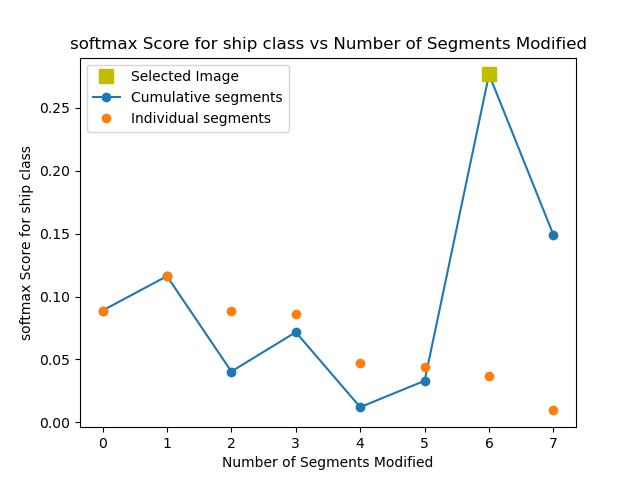 softmax Score for ship class vs Number of Segments Modified
Selected Image
Cumulative segments
Individual segments
softmax Score for ship class
0.25
0.20
0.15
0.10
0.05
0.00
0 1 2 3 4 5 6 7
Number of Segments Modified